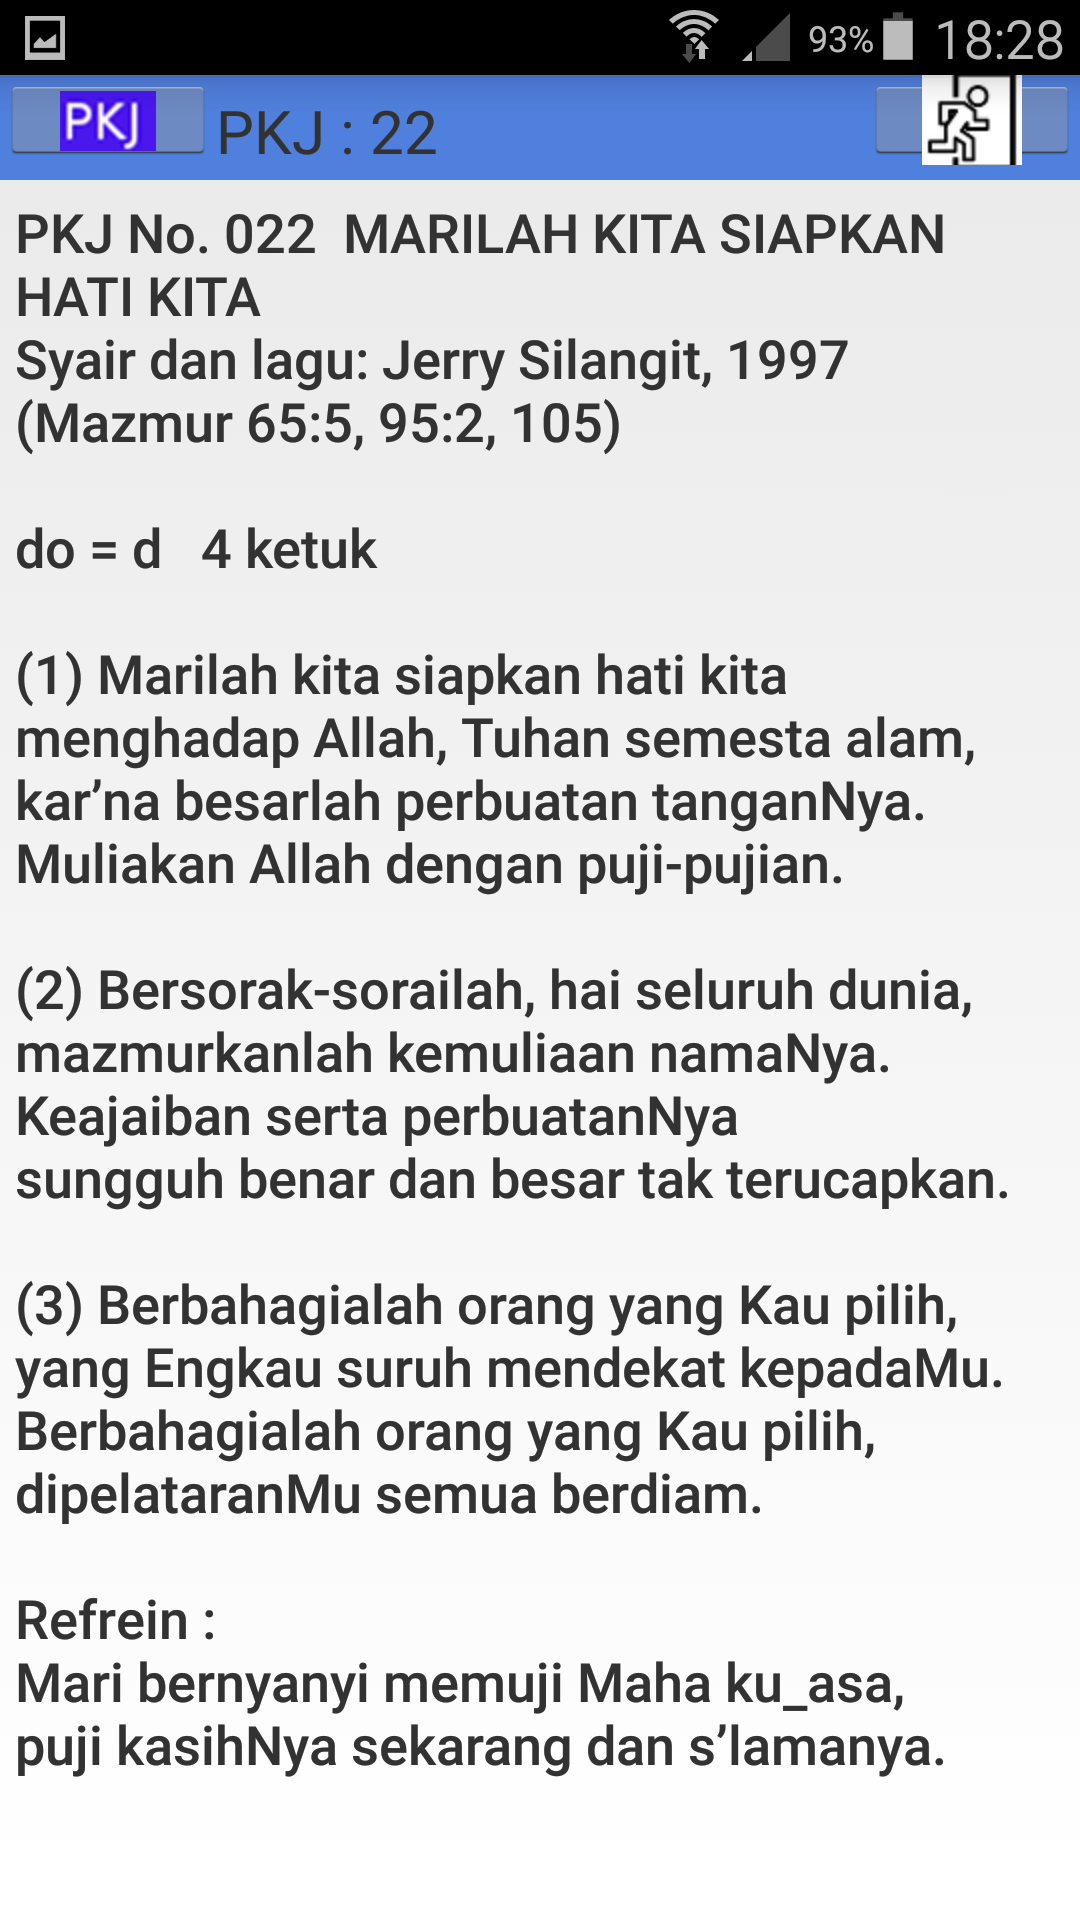 93% 18:28
PKJ PKJ : 22
PKJ No. 022  MARILAH KITA SIAPKAN
HATI KITA
Syair dan lagu: Jerry Silangit, 1997
(Mazmur 65:5, 95:2, 105)
do = d   4 ketuk
(1) Marilah kita siapkan hati kita
menghadap Allah, Tuhan semesta alam,
kar’na besarlah perbuatan tanganNya.
Muliakan Allah dengan puji-pujian.
(2) Bersorak-sorailah, hai seluruh dunia,
mazmurkanlah kemuliaan namaNya.
Keajaiban serta perbuatanNya
sungguh benar dan besar tak terucapkan.
(3) Berbahagialah orang yang Kau pilih,
yang Engkau suruh mendekat kepadaMu.
Berbahagialah orang yang Kau pilih,
dipelataranMu semua berdiam.
Refrein :
Mari bernyanyi memuji Maha ku_asa,
puji kasihNya sekarang dan s’lamanya.